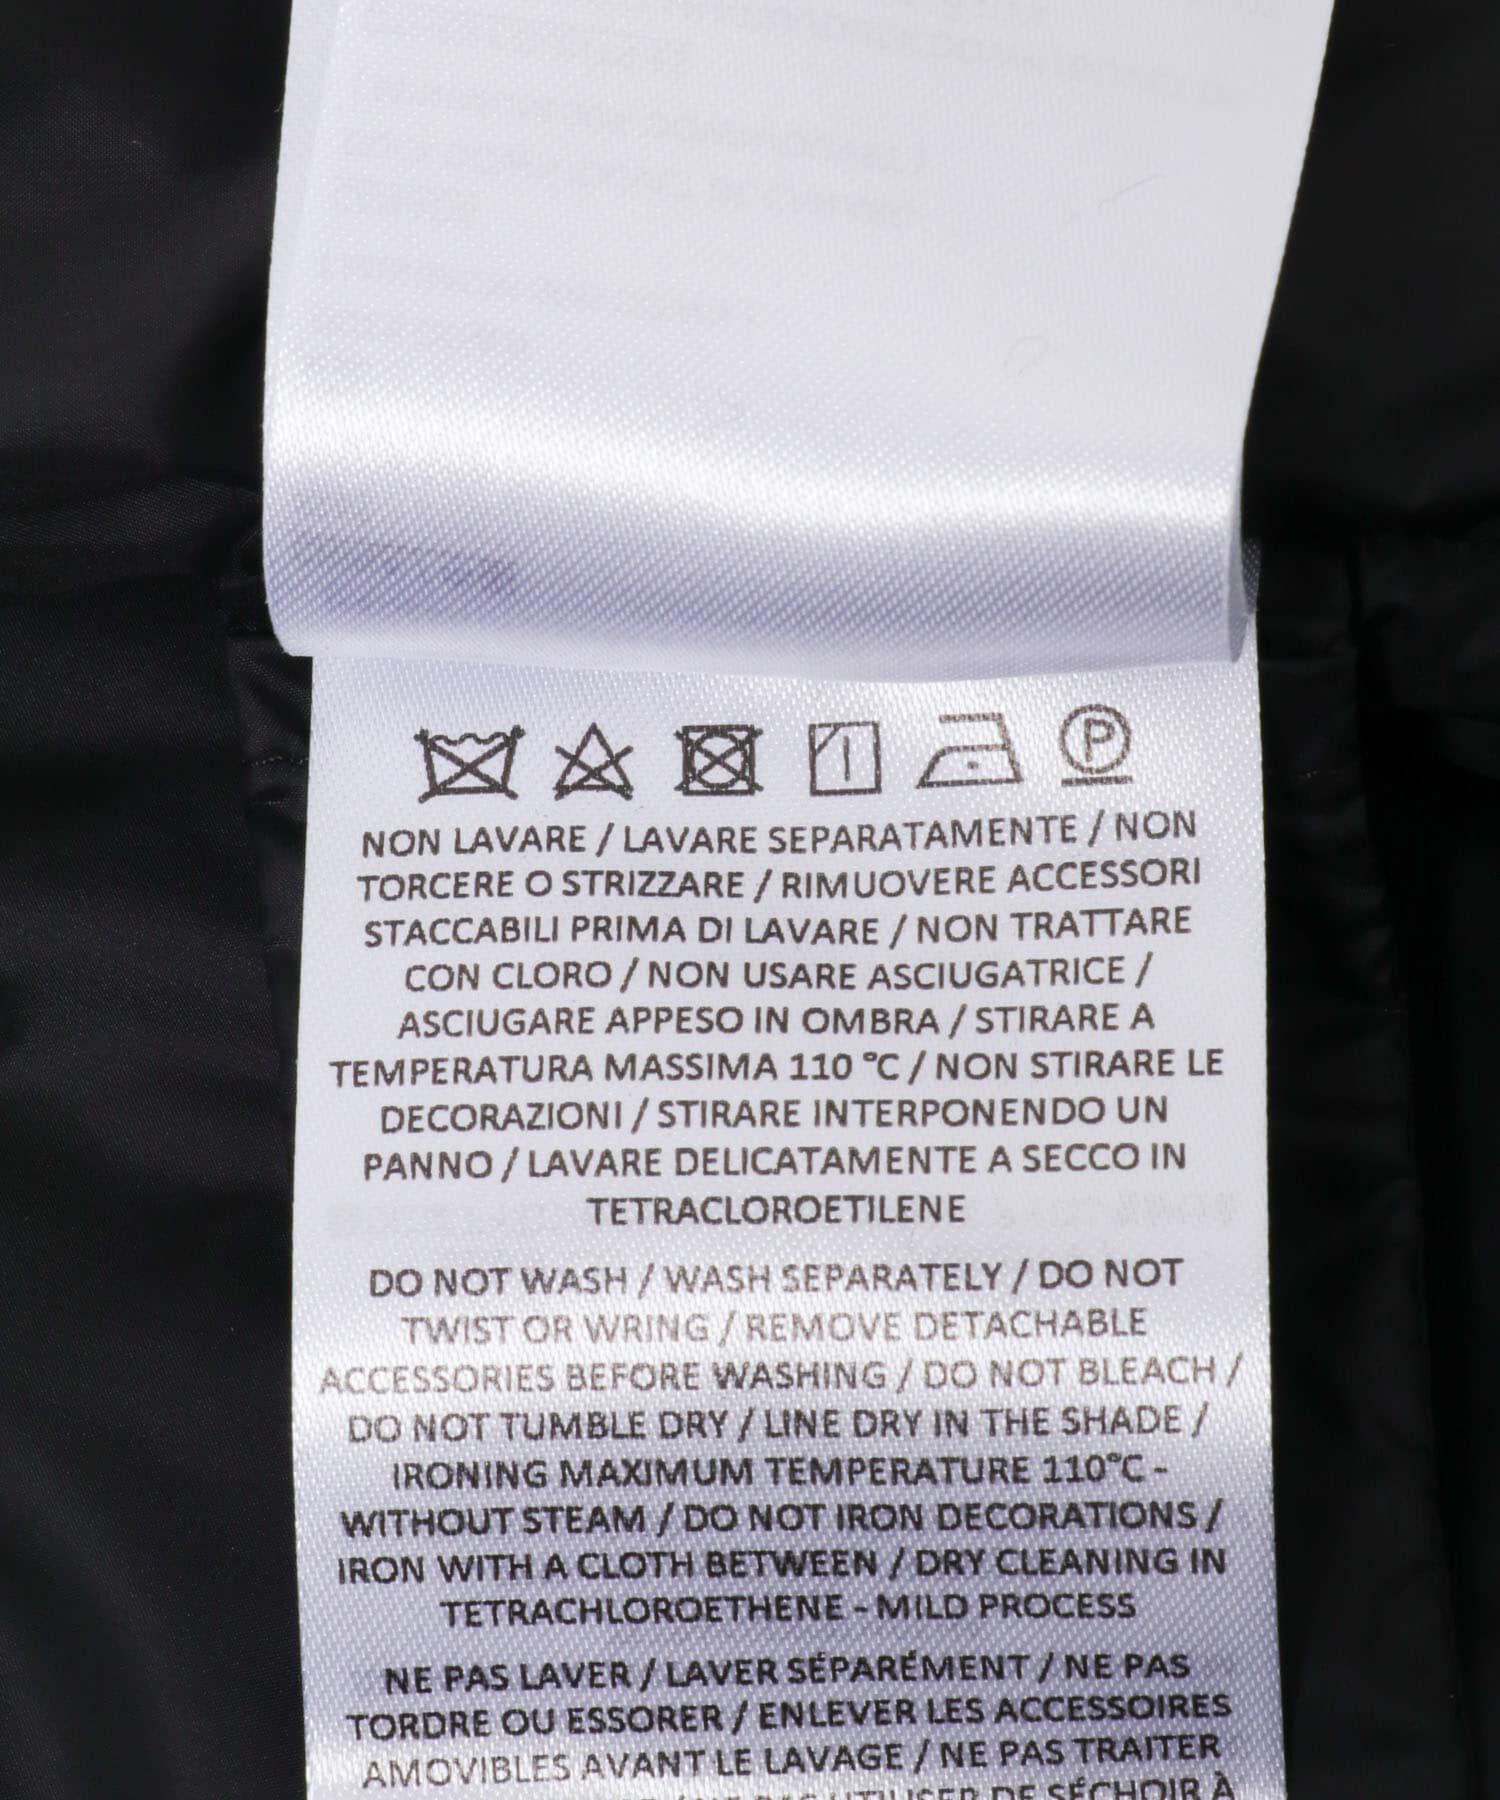 P
NON LAVARE / LAVARE SEPARATAMENTE / NON
TORCERE O STRIZZARE / RIMUOVERE ACCESSORI
STACCABILI PRIMA DI LAVARE / NON TRATTARE
CON CLORO / NON USARE ASCIUGATRICE /
ASCIUGARE APPESO IN OMBRA / STIRARE A
TEMPERATURA MASSIMA 110 °C / NON STIRARE LE
DECORAZIONI / STIRARE INTERPONENDO UN
PANNO / LAVARE DELICATAMENTE A SECCO IN
TETRACLOROETILENE
DO NOT WASH / WASH SEPARATELY / DO NOT
TWIST OR WRING / REMOVE DETACHABLE
ACCESSORIES BEFORE WASHING / DO NOT BLEACH /
DO NOT TUMBLE DRY / LINE DRY IN THE SHADE /
IRONING MAXIMUM TEMPERATURE 110°C -
WITHOUT STEAM / DO NOT IRON DECORATIONS /
IRON WITH A CLOTH BETWEEN / DRY CLEANING IN
TETRACHLOROETHENE - MILD PROCESS
NE PAS LAVER / LAVER SÉPARÉMENT / NE PAS
TORDRE OU ESSORER / ENLEVER LES ACCESSOIRES
AMOVIBLES AVANT LE LAVAGE / NE PAS TRAITER
/ NE PAS UTILISER DE SÉCHOIR À